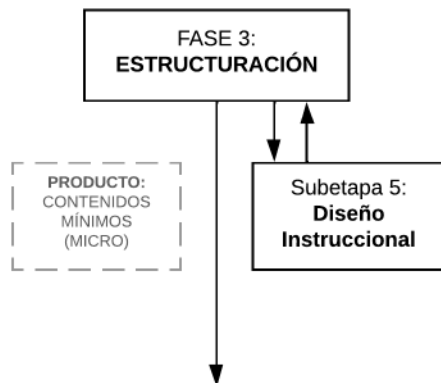 FASE 3:
ESTRUCTURACIÓN
PRODUCTO:
CONTENIDOS
MÍNIMOS
(MICRO)
Subetapa 5:
Diseño
Instruccional